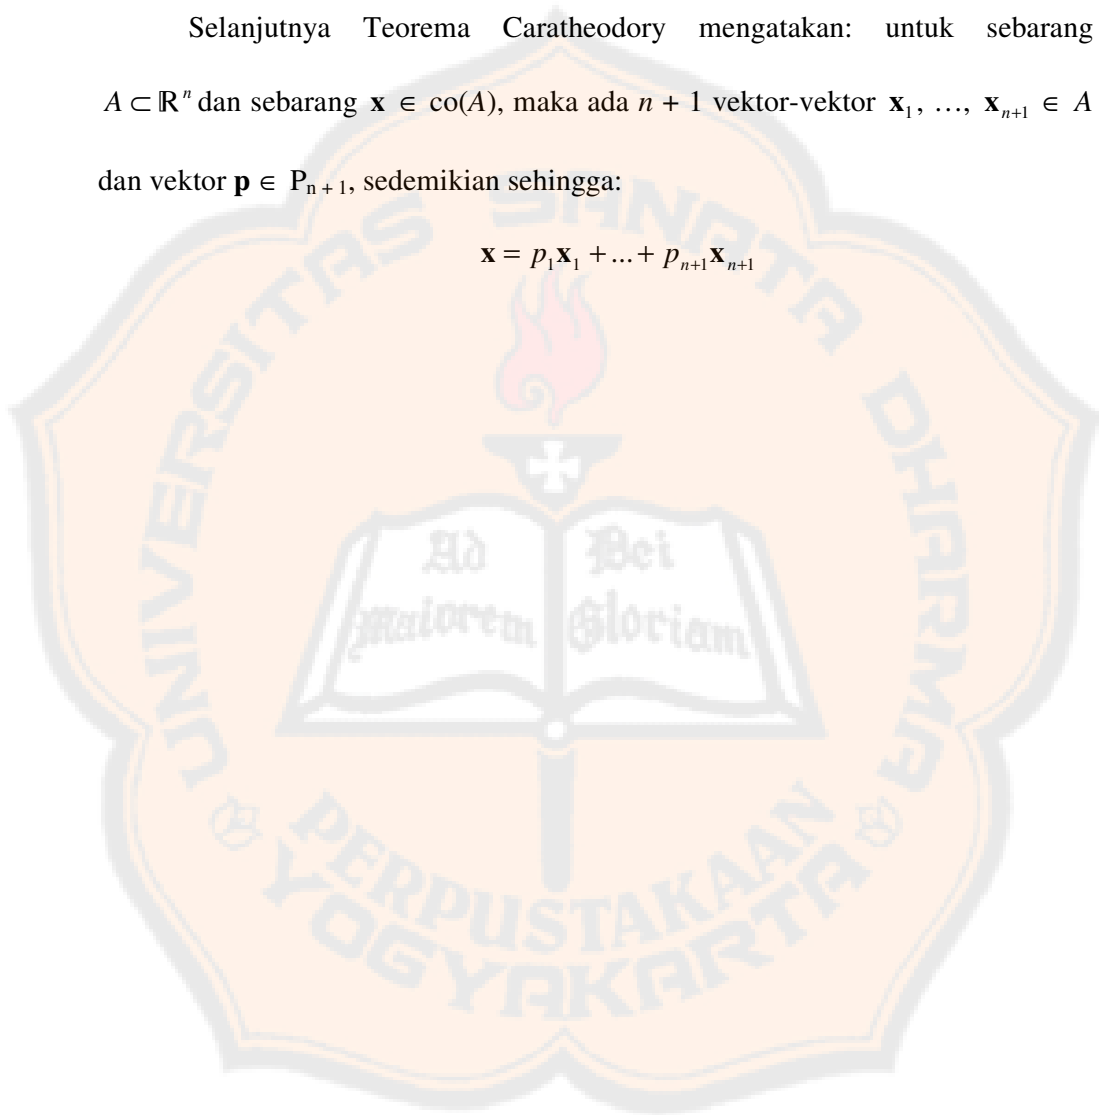 Selanjutnya Teorema Caratheodory mengatakan: untuk sebarang
A ⊂ ℝⁿ dan sebarang x ∈ co(A), maka ada n + 1 vektor-vektor x₁, …, xₙ₊₁ ∈ A
dan vektor p ∈ Pₙ ₊ ₁, sedemikian sehingga:
x = p₁x₁ + ... + pₙ₊₁xₙ₊₁
UNIVERSITAS SANATA DHARMA
Ad Dei
maiorem Gloriam
PERPUSTAKAAN
YOGYAKARTA